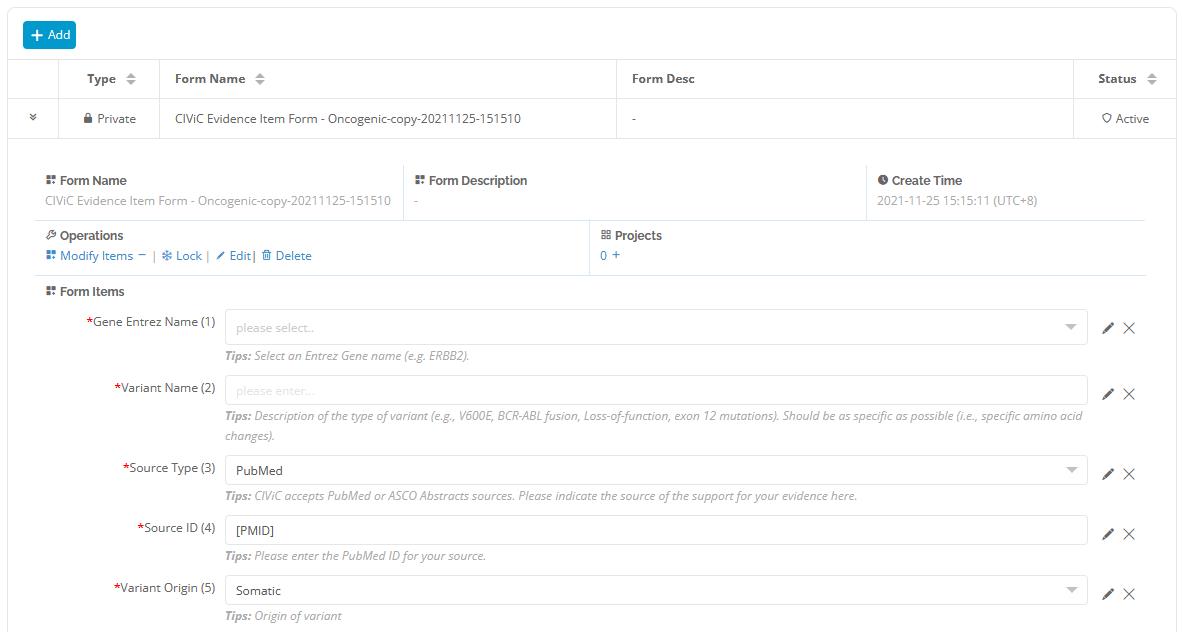 + Add
Type Form Name Form Desc Status
Private CIViC Evidence Item Form - Oncogenic-copy-20211125-151510 - Active
Form Name Form Description Create Time
CIViC Evidence Item Form - Oncogenic-copy-20211125-151510 - 2021-11-25 15:15:11 (UTC+8)
Operations Projects
Modify Items − | Lock | Edit| Delete 0 +
Form Items
*Gene Entrez Name (1) please select..
Tips: Select an Entrez Gene name (e.g. ERBB2).
*Variant Name (2) please enter...
Tips: Description of the type of variant (e.g., V600E, BCR-ABL fusion, Loss-of-function, exon 12 mutations). Should be as specific as possible (i.e., specific amino acid
changes).
*Source Type (3) PubMed
Tips: CIViC accepts PubMed or ASCO Abstracts sources. Please indicate the source of the support for your evidence here.
*Source ID (4) [PMID]
Tips: Please enter the PubMed ID for your source.
*Variant Origin (5) Somatic
Tips: Origin of variant